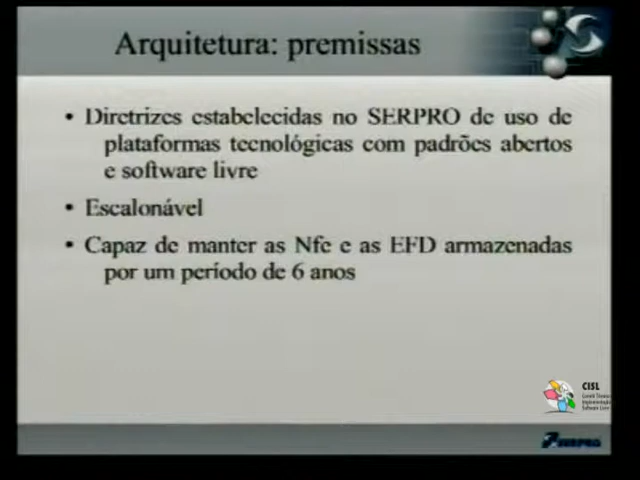 Arquitetura: premissas
• Diretrizes estabelecidas no SERPRO de uso de
plataformas tecnológicas com padrões abertos
e software livre
• Escalonável
• Capaz de manter as Nfe e as EFD armazenadas
por um período de 6 anos
CISL
SERPRO